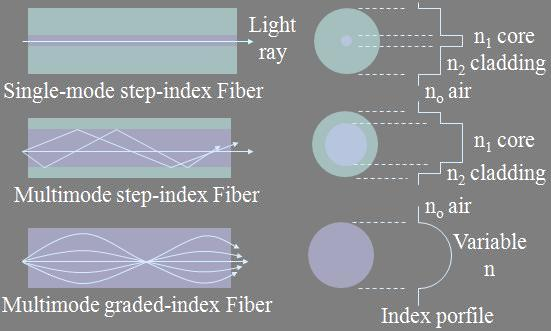 Light
ray
n1 core
n2 cladding
Single-mode step-index Fiber
no air
n1 core
n2 cladding
Multimode step-index Fiber
no air
Variable
n
Multimode graded-index Fiber
Index porfile